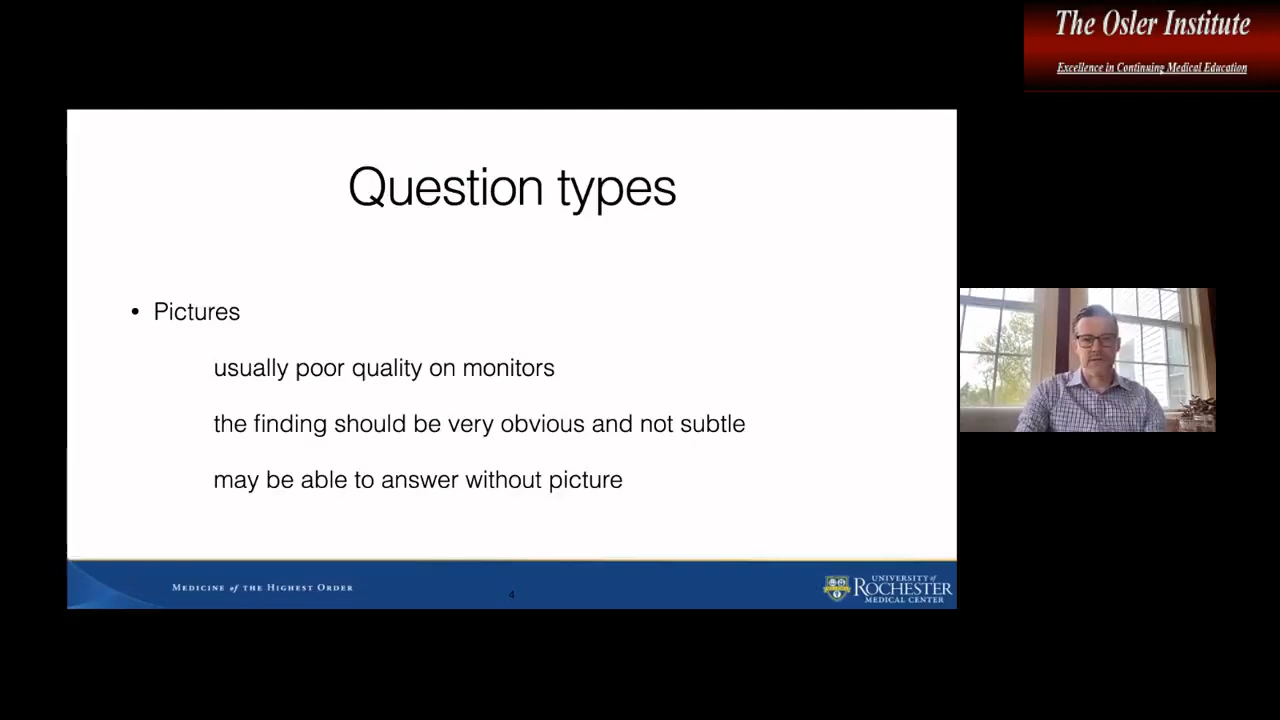 The Osler Institute
Excellence in Continuing Medical Education
Question types
• Pictures
usually poor quality on monitors
the finding should be very obvious and not subtle
may be able to answer without picture
MEDICINE of THE HIGHEST ORDER
4
UNIVERSITY of
ROCHESTER
MEDICAL CENTER